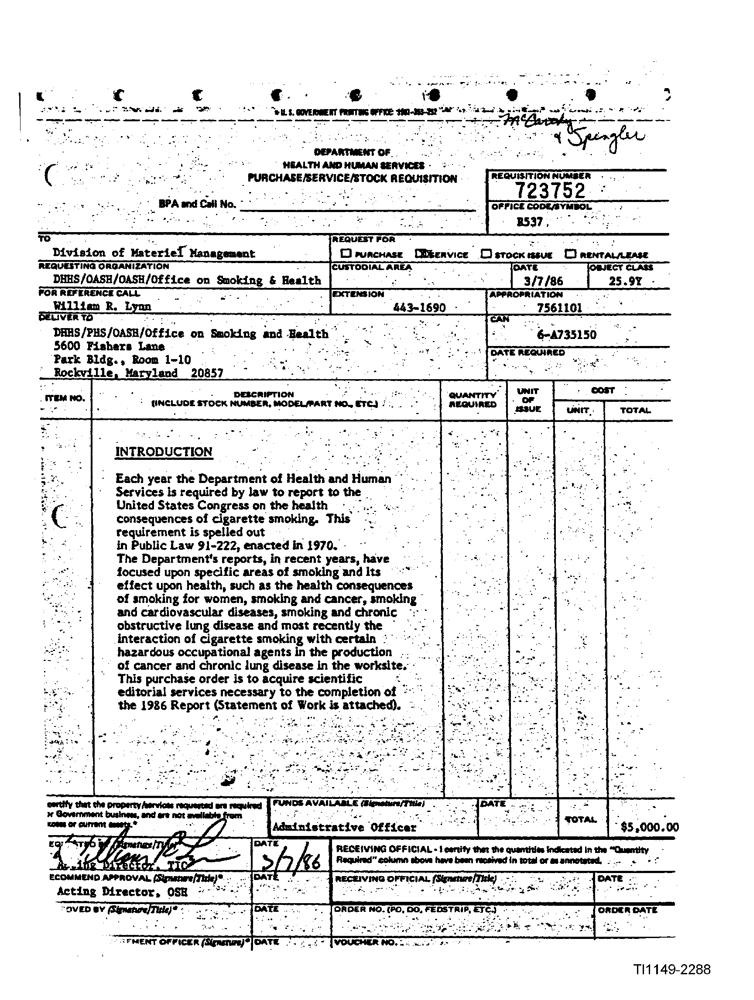 ☆ U. S. GOVERNMENT PRINTING OFFICE:
McCarthy
& Spengler
DEPARTMENT OF
HEALTH AND HUMAN SERVICES
PURCHASE/SERVICE/STOCK REQUISITION
REQUISITION NUMBER
723752
BPA and Call No.
OFFICE CODE/SYMBOL
R537
TO
Division of Materiel Management
REQUEST FOR
PURCHASE SERVICE STOCK ISSUE RENTAL/LEASE
REQUESTING ORGANIZATION
DHHS/OASH/OASH/Office on Smoking & Health
CUSTODIAL AREA
DATE
3/7/86
OBJECT CLASS
25.9Y
FOR REFERENCE CALL
William R. Lynn
EXTENSION
443-1690
APPROPRIATION
7561101
DELIVER TO
DHHS/PHS/OASH/Office on Smoking and Health
5600 Fishers Lane
Park Bldg., Room 1-10
Rockville, Maryland 20857
CAN
6-A735150
DATE REQUIRED
ITEM NO.
DESCRIPTION
(INCLUDE STOCK NUMBER, MODEL/PART NO., ETC.)
QUANTITY
REQUIRED
UNIT
OF
ISSUE
COST
UNIT
TOTAL
INTRODUCTION
Each year the Department of Health and Human
Services is required by law to report to the
United States Congress on the health
consequences of cigarette smoking. This
requirement is spelled out
in Public Law 91-222, enacted in 1970.
The Department's reports, in recent years, have
focused upon specific areas of smoking and its
effect upon health, such as the health consequences
of smoking for women, smoking and cancer, smoking
and cardiovascular diseases, smoking and chronic
obstructive lung disease and most recently the
interaction of cigarette smoking with certain
hazardous occupational agents in the production
of cancer and chronic lung disease in the worksite.
This purchase order is to acquire scientific
editorial services necessary to the completion of
the 1986 Report (Statement of Work is attached).
certify that the property/services requested are required
or Government business, and are not available from
excess or current assets."
FUNDS AVAILABLE (Signature/Title)
Administrative Officer
DATE
TOTAL
$5,000.00
(Signature/Title)
Acting Director, TIC
DATE
3/7/86
RECEIVING OFFICIAL - I certify that the quantities indicated in the "Quantity
Required" column above have been received in total or as annotated.
ECOMMEND APPROVAL (Signature/Title)*
Acting Director, OSH
DATE
RECEIVING OFFICIAL (Signature/Title)
DATE
OVED BY (Signature/Title)*
DATE
ORDER NO. (PO, DO, FEDSTRIP, ETC.)
ORDER DATE
EMENT OFFICER (Signature)*
DATE
VOUCHER NO.
TI1149-2288